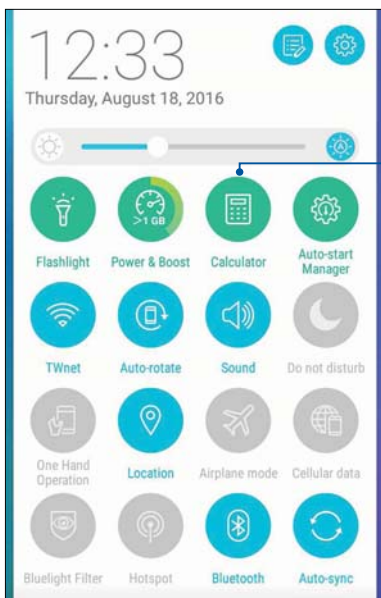 12:33
Thursday, August 18, 2016
A
>1 GB
Flashlight
Power & Boost
Calculator
Auto-start
Manager
TWnet
Auto-rotate
Sound
Do not disturb
One Hand
Operation
Location
Airplane mode
Cellular data
Bluelight Filter
Hotspot
Bluetooth
Auto-sync